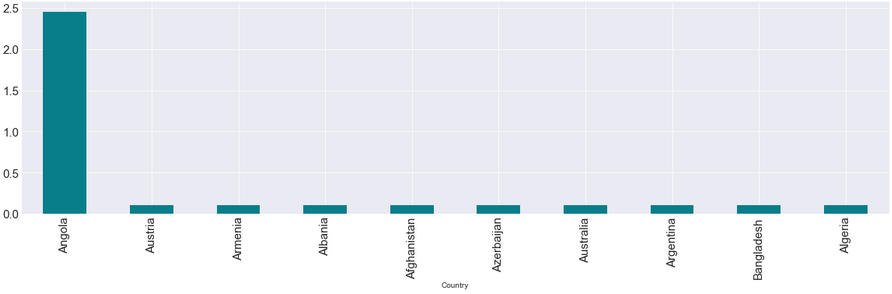 2.5
2.0
1.5
1.0
0.5
0.0
Angola
Austria
Armenia
Albania
Afghanistan
Azerbaijan
Australia
Argentina
Bangladesh
Algeria
Country